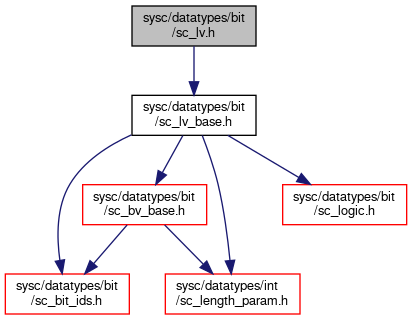 sysc/datatypes/bit
/sc_lv.h
sysc/datatypes/bit
/sc_lv_base.h
sysc/datatypes/bit
/sc_bv_base.h
sysc/datatypes/bit
/sc_logic.h
sysc/datatypes/bit
/sc_bit_ids.h
sysc/datatypes/int
/sc_length_param.h